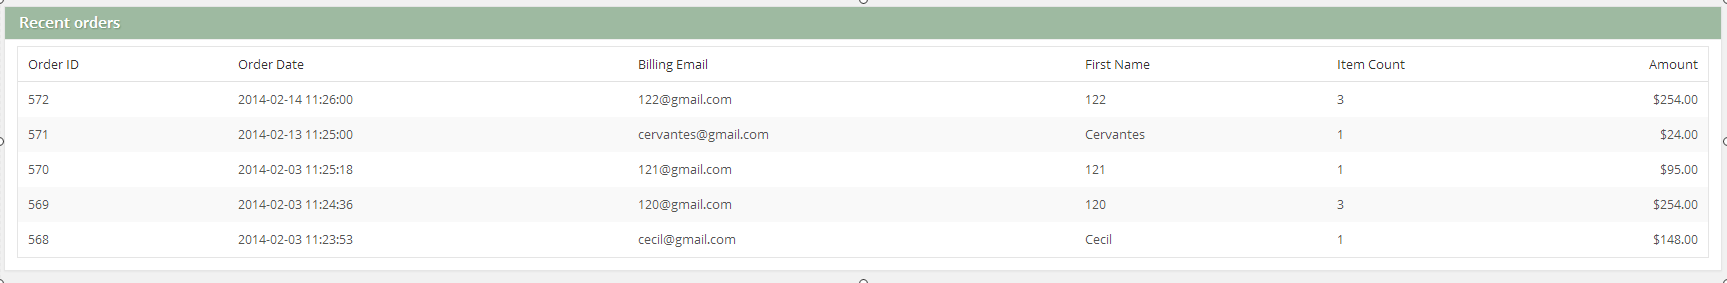 Recent orders
Order ID Order Date Billing Email First Name Item Count Amount
572 2014-02-14 11:26:00 122@gmail.com 122 3 $254.00
571 2014-02-13 11:25:00 cervantes@gmail.com Cervantes 1 $24.00
570 2014-02-03 11:25:18 121@gmail.com 121 1 $95.00
569 2014-02-03 11:24:36 120@gmail.com 120 3 $254.00
568 2014-02-03 11:23:53 cecil@gmail.com Cecil 1 $148.00